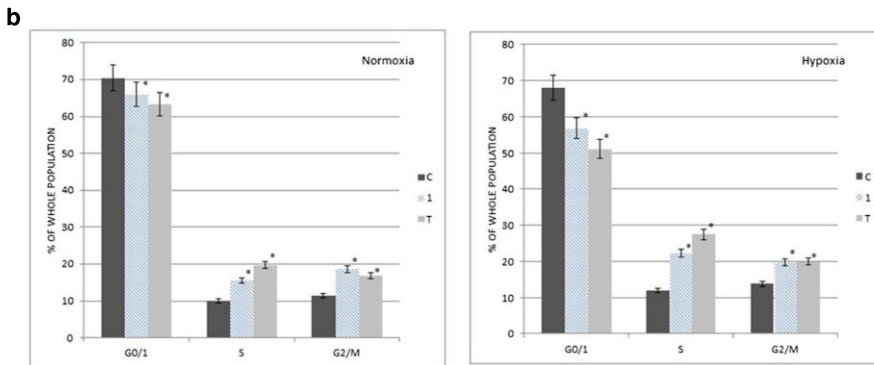 b
Normoxia
% OF WHOLE POPULATION
80
70
60
50
40
30
20
10
0
* *
* *
* *
G0/1 S G2/M
C
1
T
Hypoxia
% OF WHOLE POPULATION
80
70
60
50
40
30
20
10
0
* *
* *
* *
G0/1 S G2/M
C
1
T